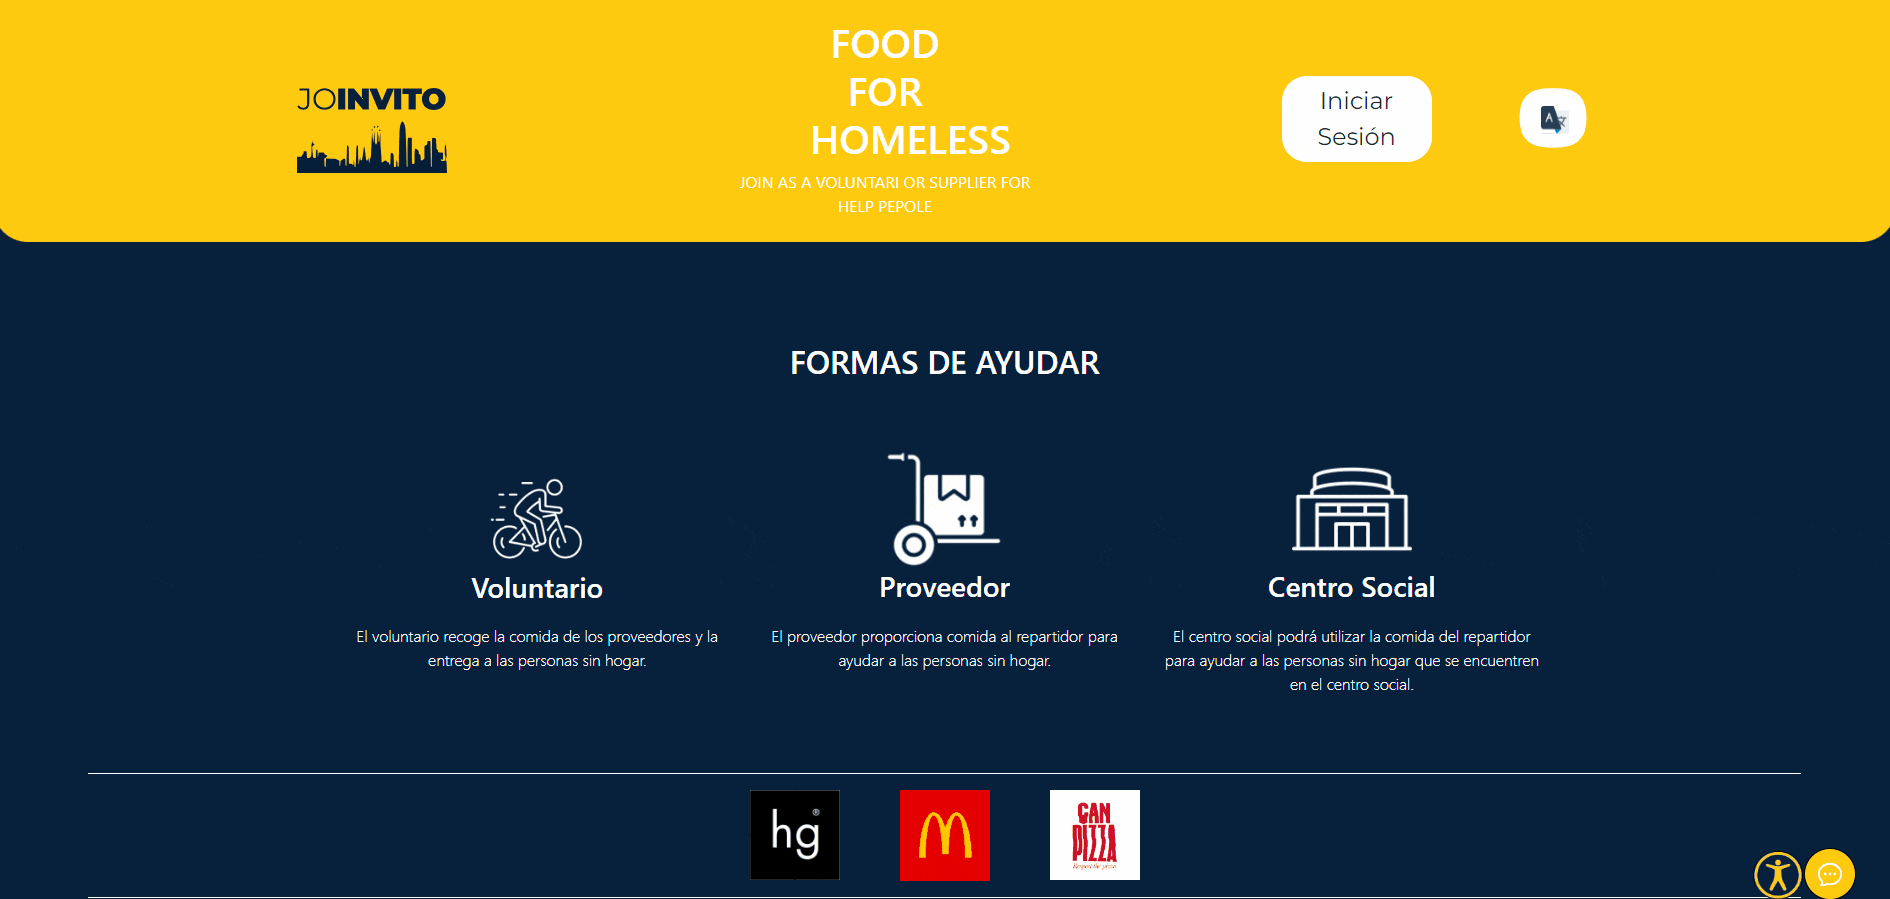 JOINVITO
FOOD
FOR
HOMELESS
JOIN AS A VOLUNTARI OR SUPPLIER FOR
HELP PEPOLE
Iniciar
Sesión
A
FORMAS DE AYUDAR
Voluntario
El voluntario recoge la comida de los proveedores y la
entrega a las personas sin hogar.
Proveedor
El proveedor proporciona comida al repartidor para
ayudar a las personas sin hogar.
Centro Social
El centro social podrá utilizar la comida del repartidor
para ayudar a las personas sin hogar que se encuentren
en el centro social.
hg®
M
CAN
PIZZA
Respect the pizza